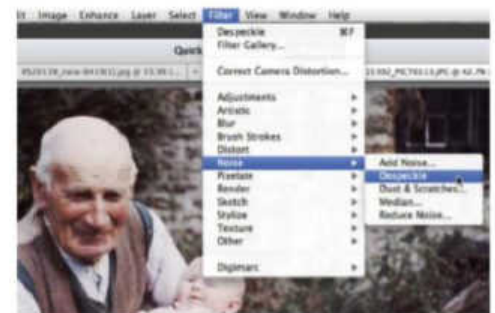 Image Enhance Layer Select Filter View Window Help
Despeckle ⌘F
Filter Gallery...
Quick
Correct Camera Distortion...
Adjustments
Artistic
Blur
Brush Strokes
Distort
Noise
Pixelate
Render
Sketch
Stylize
Texture
Other
Digimarc
Add Noise...
Despeckle
Dust & Scratches...
Median...
Reduce Noise...